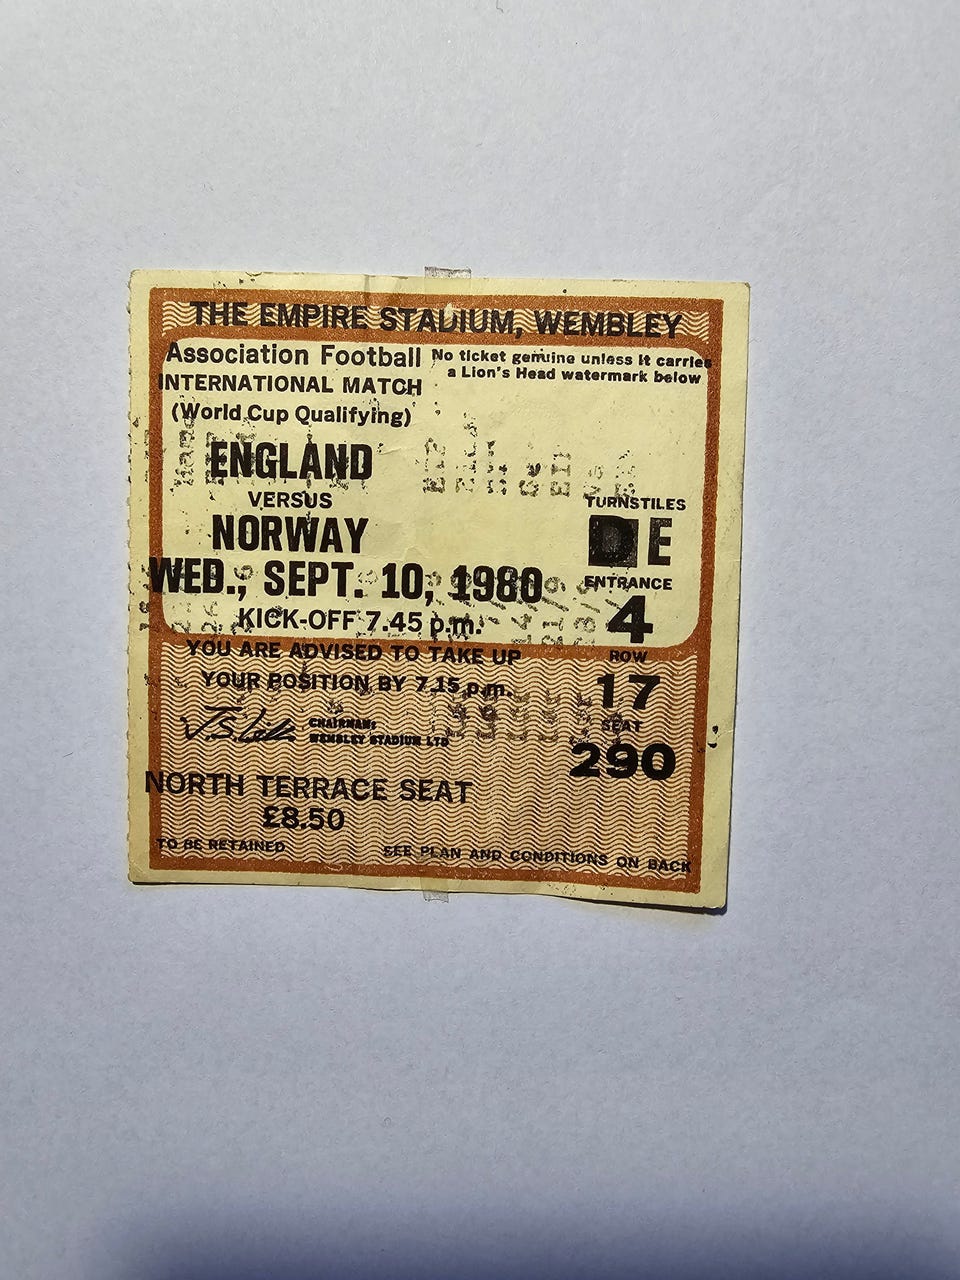 THE EMPIRE STADIUM, WEMBLEY
Association Football
INTERNATIONAL MATCH
(World Cup Qualifying)
No ticket genuine unless it carries
a Lion's Head watermark below
ENGLAND
VERSUS
NORWAY
WED., SEPT. 10, 1980
KICK-OFF 7.45 p.m.
YOU ARE ADVISED TO TAKE UP
YOUR POSITION BY 7.15 p.m.
CHAIRMAN:
WEMBLEY STADIUM LTD
NORTH TERRACE SEAT
£8.50
TO BE RETAINED
TURNSTILES
D E
ENTRANCE
4
ROW
17
SEAT
290
SEE PLAN AND CONDITIONS ON BACK